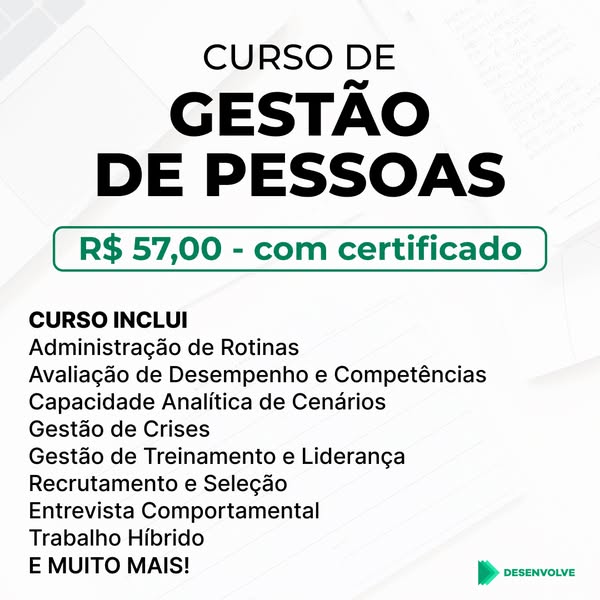 CURSO DE
GESTÃO
DE PESSOAS
R$ 57,00 - com certificado
CURSO INCLUI
Administração de Rotinas
Avaliação de Desempenho e Competências
Capacidade Analítica de Cenários
Gestão de Crises
Gestão de Treinamento e Liderança
Recrutamento e Seleção
Entrevista Comportamental
Trabalho Híbrido
E MUITO MAIS!
DESENVOLVE